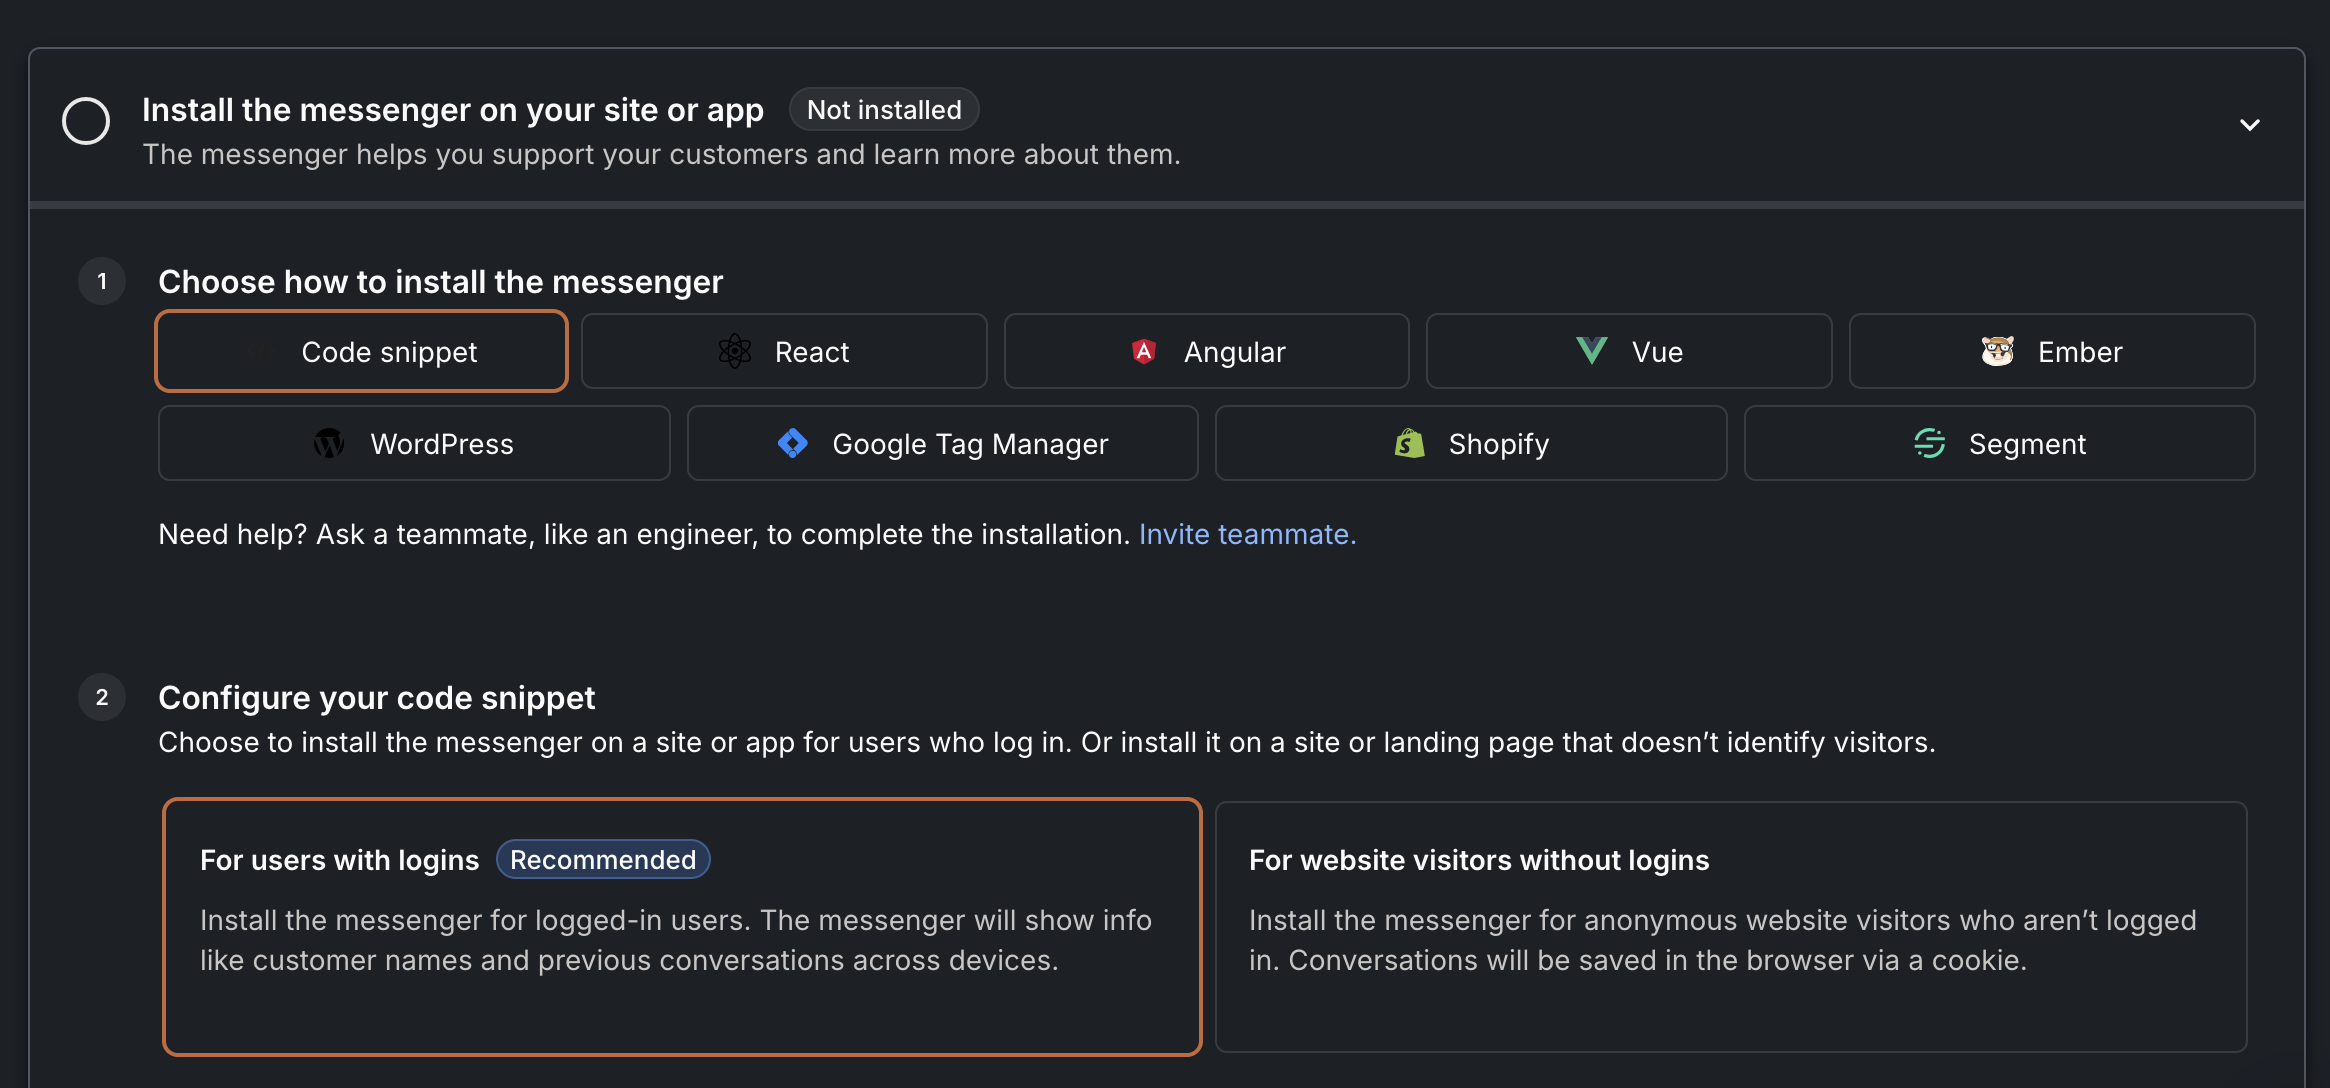 Install the messenger on your site or app Not installed
The messenger helps you support your customers and learn more about them.
1 Choose how to install the messenger
Code snippet React Angular Vue Ember
WordPress Google Tag Manager Shopify Segment
Need help? Ask a teammate, like an engineer, to complete the installation. Invite teammate.
2 Configure your code snippet
Choose to install the messenger on a site or app for users who log in. Or install it on a site or landing page that doesn’t identify visitors.
For users with logins Recommended
Install the messenger for logged-in users. The messenger will show info
like customer names and previous conversations across devices.
For website visitors without logins
Install the messenger for anonymous website visitors who aren’t logged
in. Conversations will be saved in the browser via a cookie.